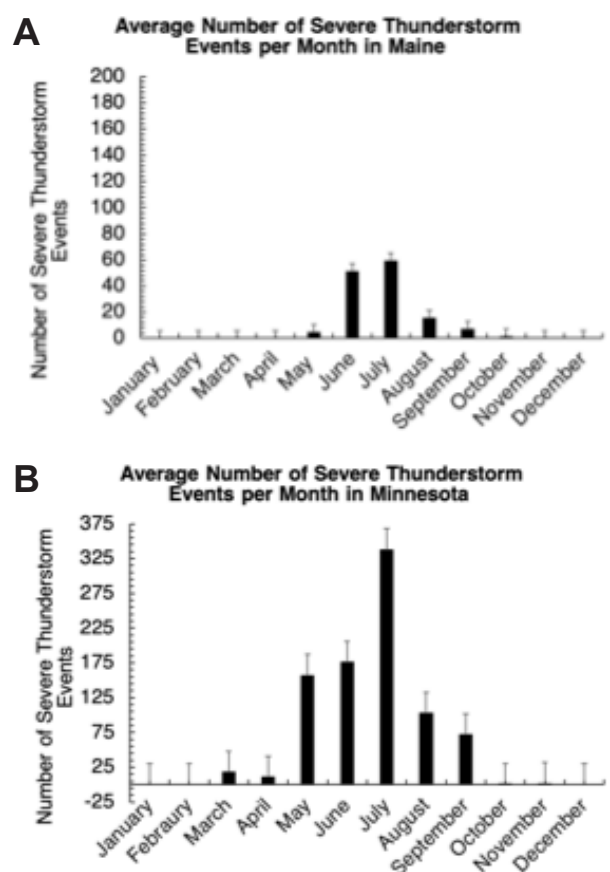 A
Average Number of Severe Thunderstorm
Events per Month in Maine
Number of Severe Thunderstorm
Events
200
180
160
140
120
100
80
60
40
20
0
January
February
March
April
May
June
July
August
September
October
November
December
B
Average Number of Severe Thunderstorm
Events per Month in Minnesota
Number of Severe Thunderstorm
Events
375
325
275
225
175
125
75
25
-25
January
Febraury
March
April
May
June
July
August
September
October
November
December